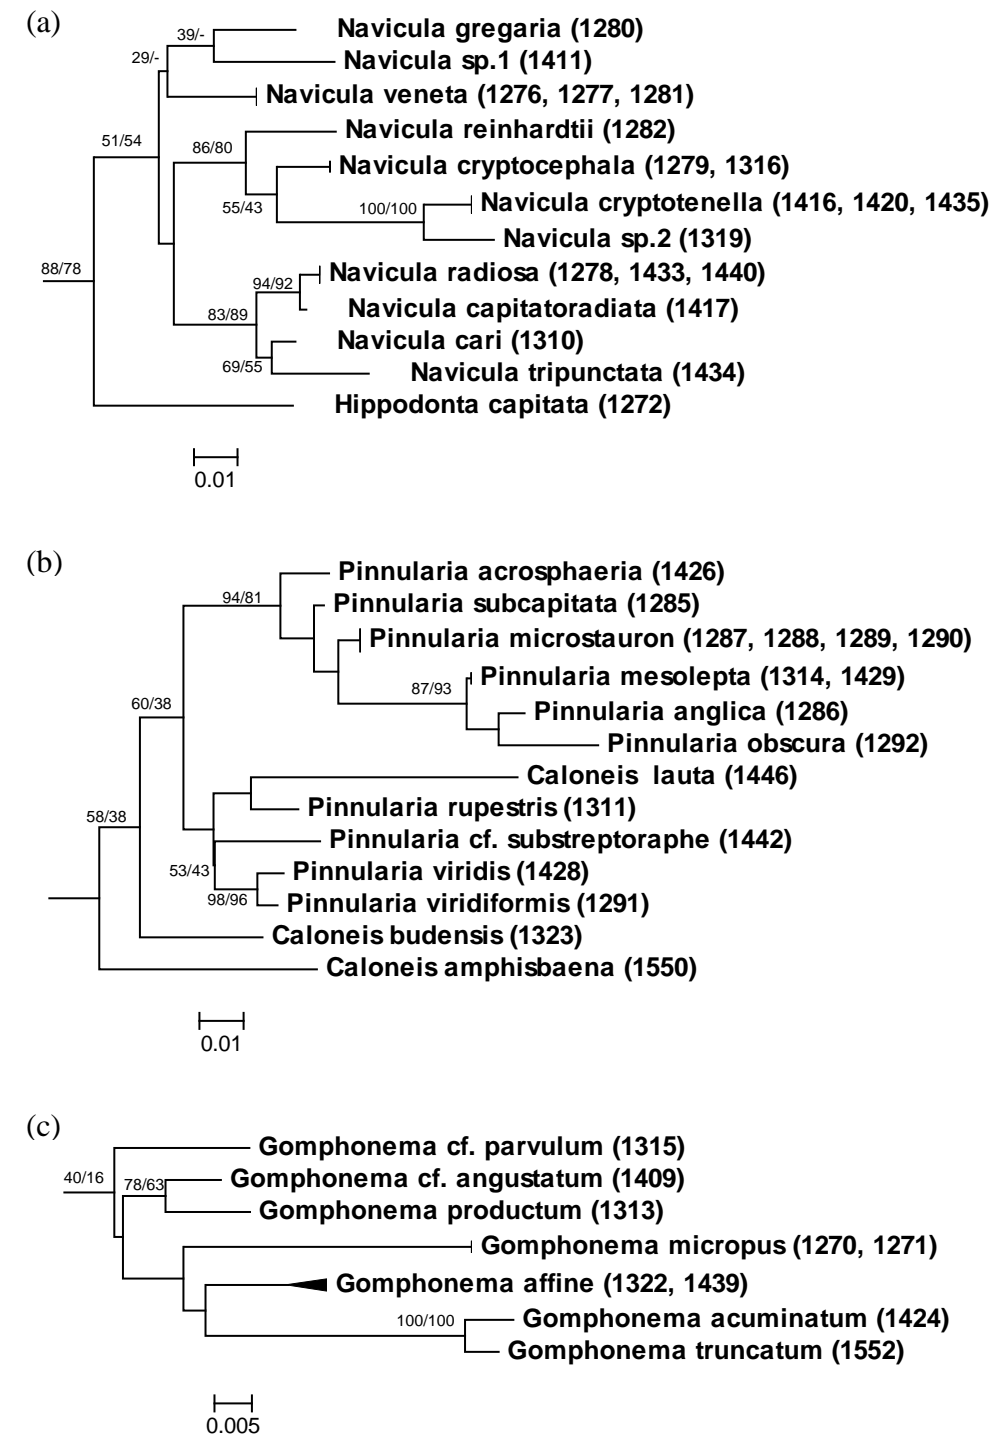 (a)
39/-
Navicula gregaria (1280)
29/-
Navicula sp.1 (1411)
Navicula veneta (1276, 1277, 1281)
51/54
86/80
Navicula reinhardtii (1282)
Navicula cryptocephala (1279, 1316)
55/43
100/100
Navicula cryptotenella (1416, 1420, 1435)
Navicula sp.2 (1319)
88/78
94/92
Navicula radiosa (1278, 1433, 1440)
83/89
Navicula capitatoradiata (1417)
Navicula cari (1310)
69/55
Navicula tripunctata (1434)
Hippodonta capitata (1272)
0.01
(b)
Pinnularia acrosphaeria (1426)
94/81
Pinnularia subcapitata (1285)
Pinnularia microstauron (1287, 1288, 1289, 1290)
87/93
Pinnularia mesolepta (1314, 1429)
60/38
Pinnularia anglica (1286)
Pinnularia obscura (1292)
Caloneis lauta (1446)
58/38
Pinnularia rupestris (1311)
Pinnularia cf. substreptoraphe (1442)
53/43
Pinnularia viridis (1428)
98/96
Pinnularia viridiformis (1291)
Caloneis budensis (1323)
Caloneis amphisbaena (1550)
0.01
(c)
Gomphonema cf. parvulum (1315)
40/16
78/63
Gomphonema cf. angustatum (1409)
Gomphonema productum (1313)
Gomphonema micropus (1270, 1271)
Gomphonema affine (1322, 1439)
100/100
Gomphonema acuminatum (1424)
Gomphonema truncatum (1552)
0.005